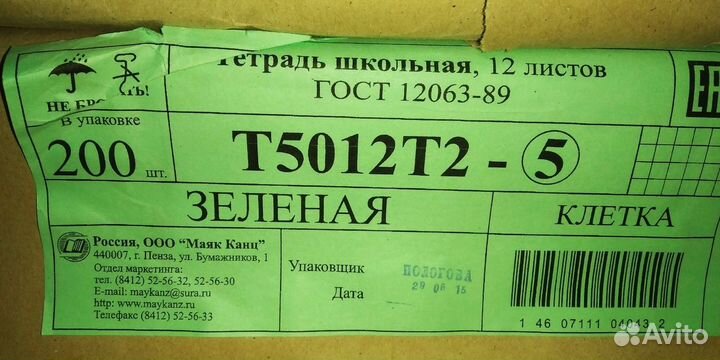 Тетрадь школьная, 12 листов
ГОСТ 12063-89
НЕ
В упаковке
200 шт.
Т5012Т2 - 5
ЗЕЛЕНАЯ
КЛЕТКА
Россия, ООО "Маяк Канц"
440007, г. Пенза, ул. Бумажников, 1
Отдел маркетинга:
тел. (8412) 52-56-32, 52-56-30
E-mail: maykanz@sura.ru
http: www.maykanz.ru
Телефакс (8412) 52-56-33
Упаковщик
ПОЛОГОВА
Дата
29 06 15
1 46 07111 04043 2
Avito